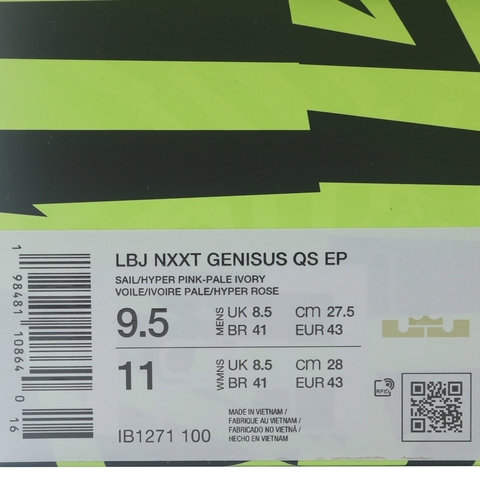 LBJ NXXT GENISUS QS EP
SAIL/HYPER PINK-PALE IVORY
VOILE/IVOIRE PALE/HYPER ROSE
9.5 MENS UK 8.5 CM 27.5
BR 41 EUR 43
11 WMNS UK 8.5 CM 28
BR 41 EUR 43
RFID
MADE IN VIETNAM /
FABRIQUE AU VIETNAM /
FABRICADO NO VIETNÃ /
HECHO EN VIETNAM
IB1271 100
1 98481 10864 0 16